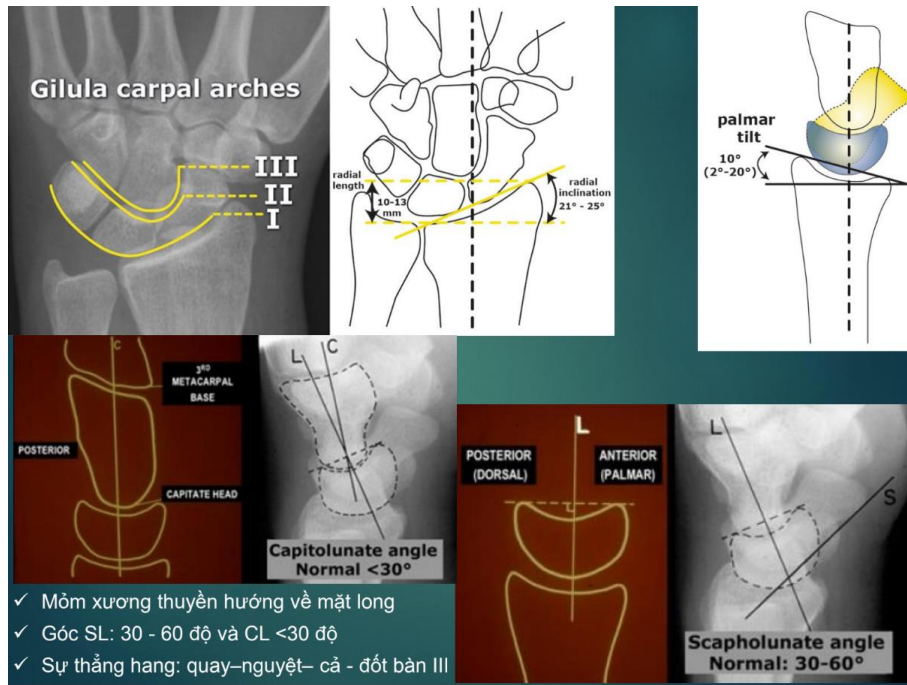 Gilula carpal arches
III
II
I
radial
length
10-13
mm
radial
inclination
21° - 25°
palmar
tilt
10°
(2°-20°)
C
3RD
METACARPAL
BASE
POSTERIOR
CAPITATE HEAD
L C
Capitolunate angle
Normal <30°
L
POSTERIOR
(DORSAL)
ANTERIOR
(PALMAR)
L
S
Scapholunate angle
Normal: 30-60°
✓ Mỏm xương thuyền hướng về mặt long
✓ Góc SL: 30 - 60 độ và CL <30 độ
✓ Sự thẳng hang: quay–nguyệt– cả - đốt bàn III